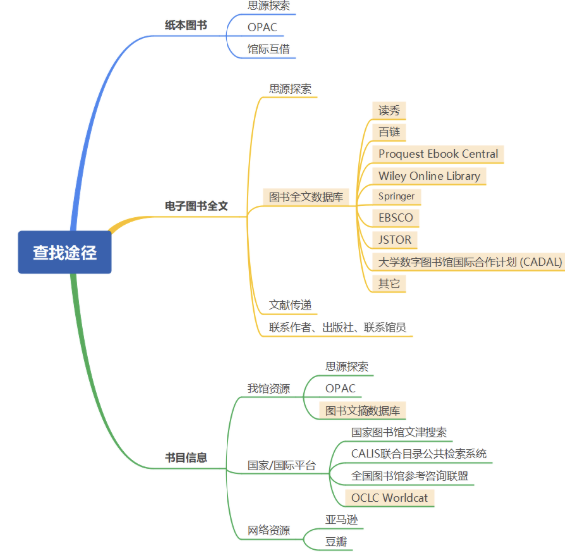 查找途径
纸本图书
思源探索
OPAC
馆际互借
电子图书全文
思源探索
图书全文数据库
读秀
百链
Proquest Ebook Central
Wiley Online Library
Springer
EBSCO
JSTOR
大学数字图书馆国际合作计划 (CADAL)
其它
文献传递
联系作者、出版社、联系馆员
书目信息
我馆资源
思源探索
OPAC
图书文摘数据库
国家/国际平台
国家图书馆文津搜索
CALIS联合目录公共检索系统
全国图书馆参考咨询联盟
OCLC Worldcat
网络资源
亚马逊
豆瓣